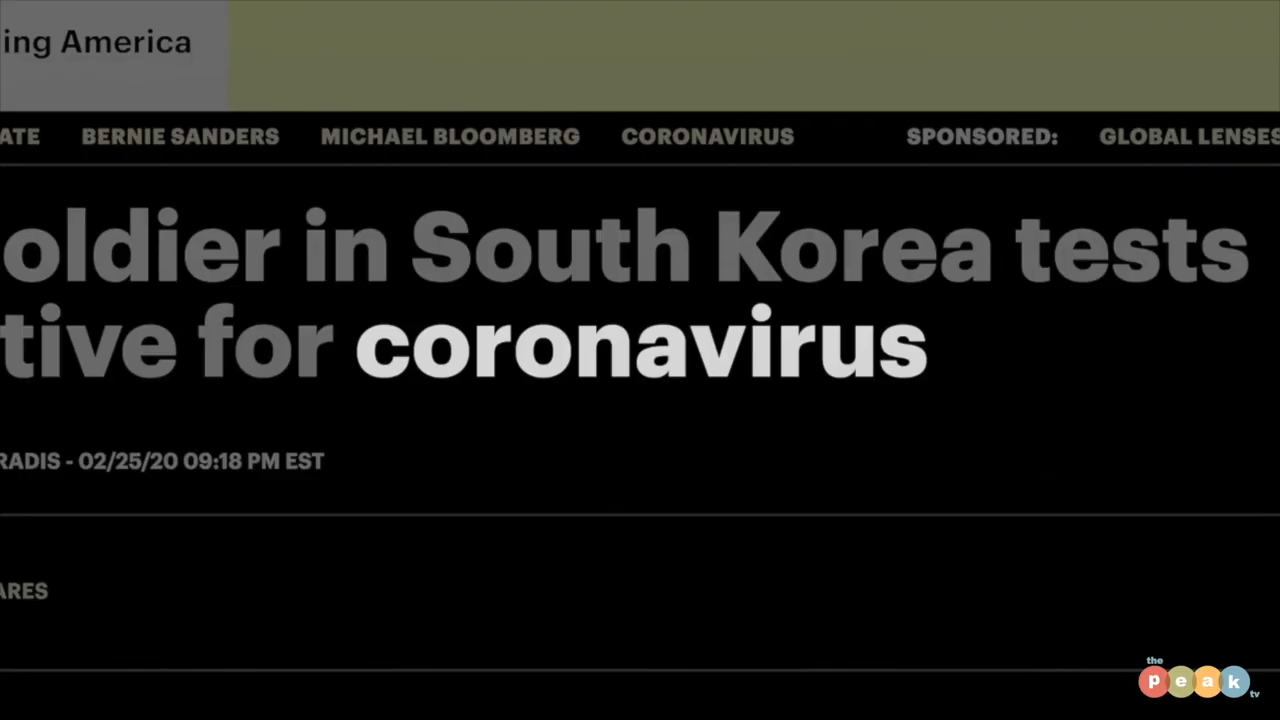 ing America
ATE BERNIE SANDERS MICHAEL BLOOMBERG CORONAVIRUS SPONSORED: GLOBAL LENSES
oldier in South Korea tests
tive for coronavirus
RADIS - 02/25/20 09:18 PM EST
ARES
the
peak
tv